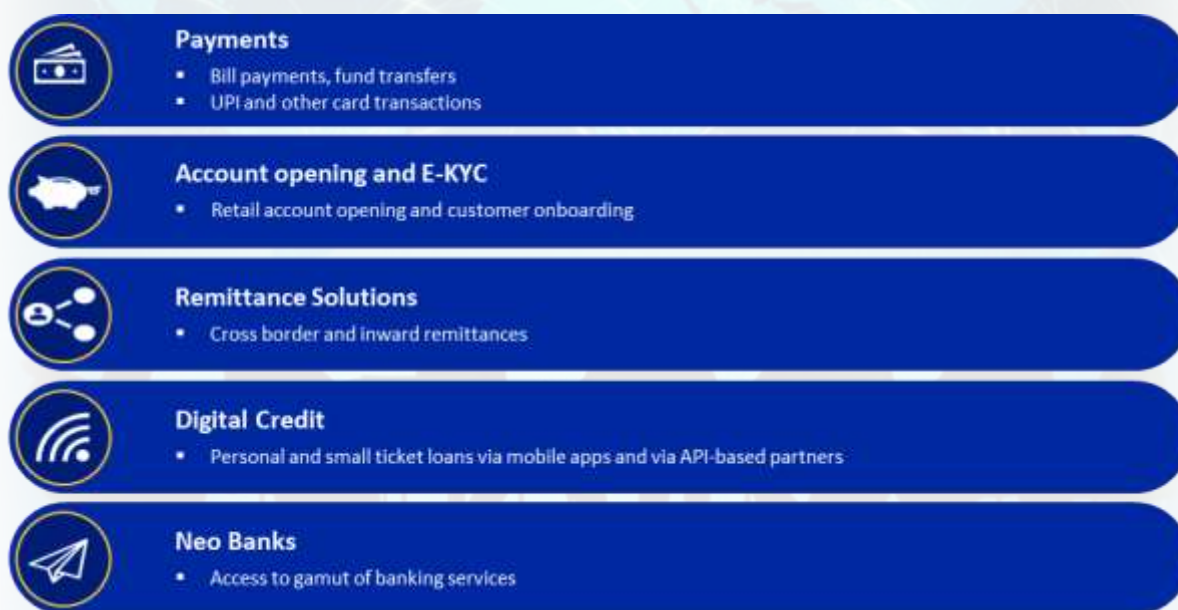 Payments
▪ Bill payments, fund transfers
▪ UPI and other card transactions
Account opening and E-KYC
▪ Retail account opening and customer onboarding
Remittance Solutions
▪ Cross border and inward remittances
Digital Credit
▪ Personal and small ticket loans via mobile apps and via API-based partners
Neo Banks
▪ Access to gamut of banking services